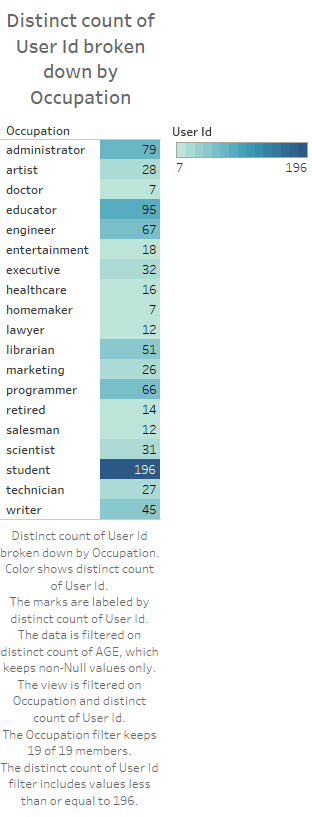 Distinct count of
User Id broken
down by
Occupation
Occupation
User Id
administrator 79
7 196
artist 28
doctor 7
educator 95
engineer 67
entertainment 18
executive 32
healthcare 16
homemaker 7
lawyer 12
librarian 51
marketing 26
programmer 66
retired 14
salesman 12
scientist 31
student 196
technician 27
writer 45
Distinct count of User Id
broken down by Occupation.
Color shows distinct count
of User Id.
The marks are labeled by
distinct count of User Id.
The data is filtered on
distinct count of AGE, which
keeps non-Null values only.
The view is filtered on
Occupation and distinct
count of User Id.
The Occupation filter keeps
19 of 19 members.
The distinct count of User Id
filter includes values less
than or equal to 196.